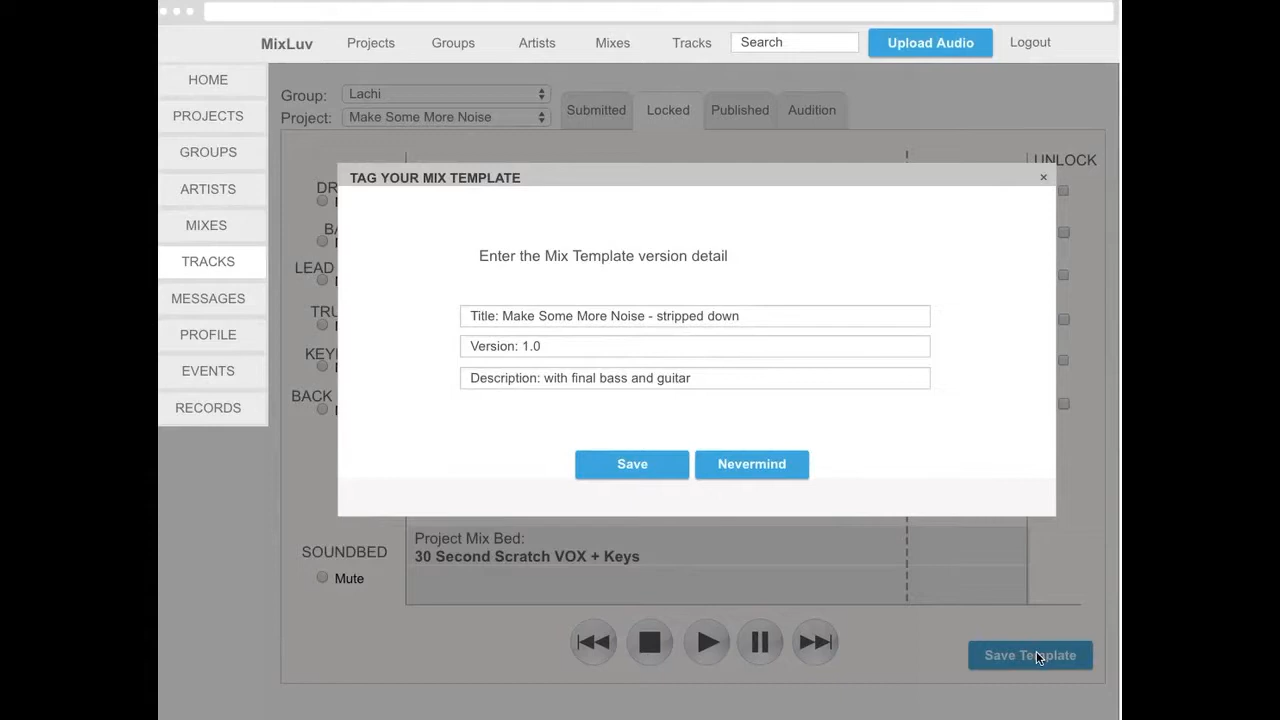 MixLuv Projects Groups Artists Mixes Tracks Search Upload Audio Logout
HOME
PROJECTS
GROUPS
ARTISTS
MIXES
TRACKS
MESSAGES
PROFILE
EVENTS
RECORDS
Group: Lachi
Project: Make Some More Noise
Submitted Locked Published Audition
UNLOCK
LEAD
BACK
TAG YOUR MIX TEMPLATE ×
Enter the Mix Template version detail
Title: Make Some More Noise - stripped down
Version: 1.0
Description: with final bass and guitar
Save Nevermind
SOUNDBED
Mute
Project Mix Bed:
30 Second Scratch VOX + Keys
Save Template